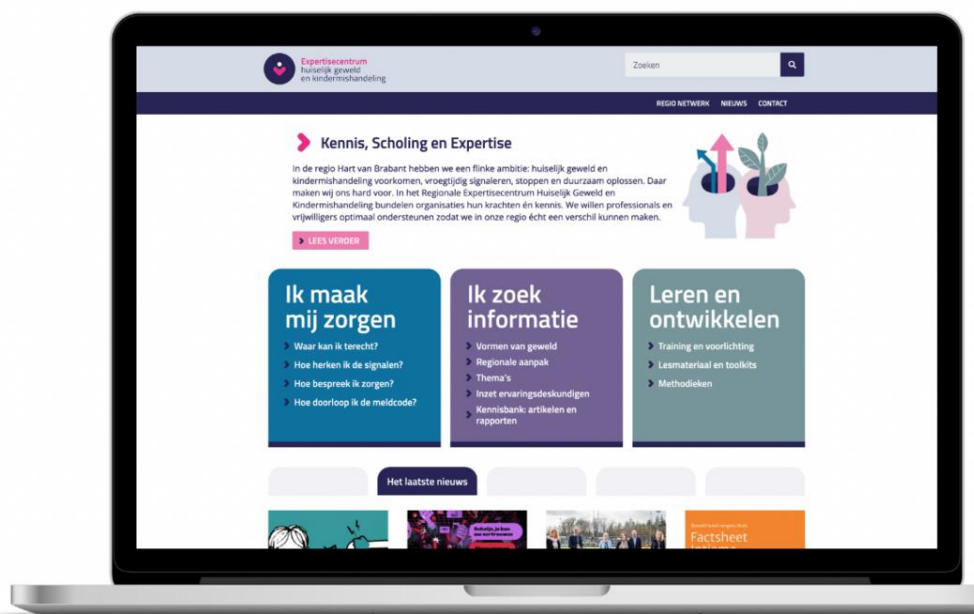 Expertisecentrum
huiselijk geweld
en kindermishandeling
Zoeken
REGIO NETWERK NIEUWS CONTACT
Kennis, Scholing en Expertise
In de regio Hart van Brabant hebben we een flinke ambitie: huiselijk geweld en
kindermishandeling voorkomen, vroegtijdig signaleren, stoppen en duurzaam oplossen. Daar
maken wij ons hard voor. In het Regionale Expertisecentrum Huiselijk Geweld en
Kindermishandeling bundelen organisaties hun krachten én kennis. We willen professionals en
vrijwilligers optimaal ondersteunen zodat we in onze regio écht een verschil kunnen maken.
LEES VERDER
Ik maak
mij zorgen
Waar kan ik terecht?
Hoe herken ik de signalen?
Hoe bespreek ik zorgen?
Hoe doorloop ik de meldcode?
Ik zoek
informatie
Vormen van geweld
Regionale aanpak
Thema's
Inzet ervaringsdeskundigen
Kennisbank: artikelen en
rapporten
Leren en
ontwikkelen
Training en voorlichting
Lesmateriaal en toolkits
Methodieken
Het laatste nieuws
Factsheet